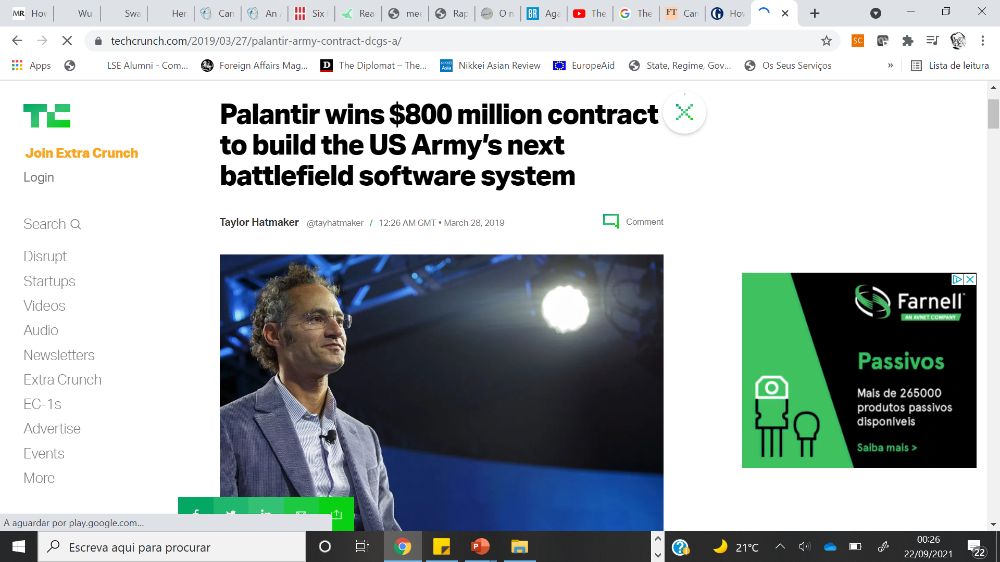 How
Wu
Swa
Her
Can
An
Six
Rea
mee
Rap
O n
Aga
The
The
Can
How
techcrunch.com/2019/03/27/palantir-army-contract-dcgs-a/
Apps
LSE Alumni - Com...
Foreign Affairs Mag...
The Diplomat – The...
Nikkei Asian Review
EuropeAid
State, Regime, Gov...
Os Seus Serviços
»
Lista de leitura
TC
Join Extra Crunch
Login
Search
Disrupt
Startups
Videos
Audio
Newsletters
Extra Crunch
EC-1s
Advertise
Events
More
Palantir wins $800 million contract
to build the US Army’s next
battlefield software system
Taylor Hatmaker @tayhatmaker / 12:26 AM GMT • March 28, 2019
Comment
Farnell
AN AVNET COMPANY
Passivos
Mais de 265000
produtos passivos
disponíveis
Saiba mais >
A aguardar por play.google.com...
Escreva aqui para procurar
21°C
00:26
22/09/2021
22